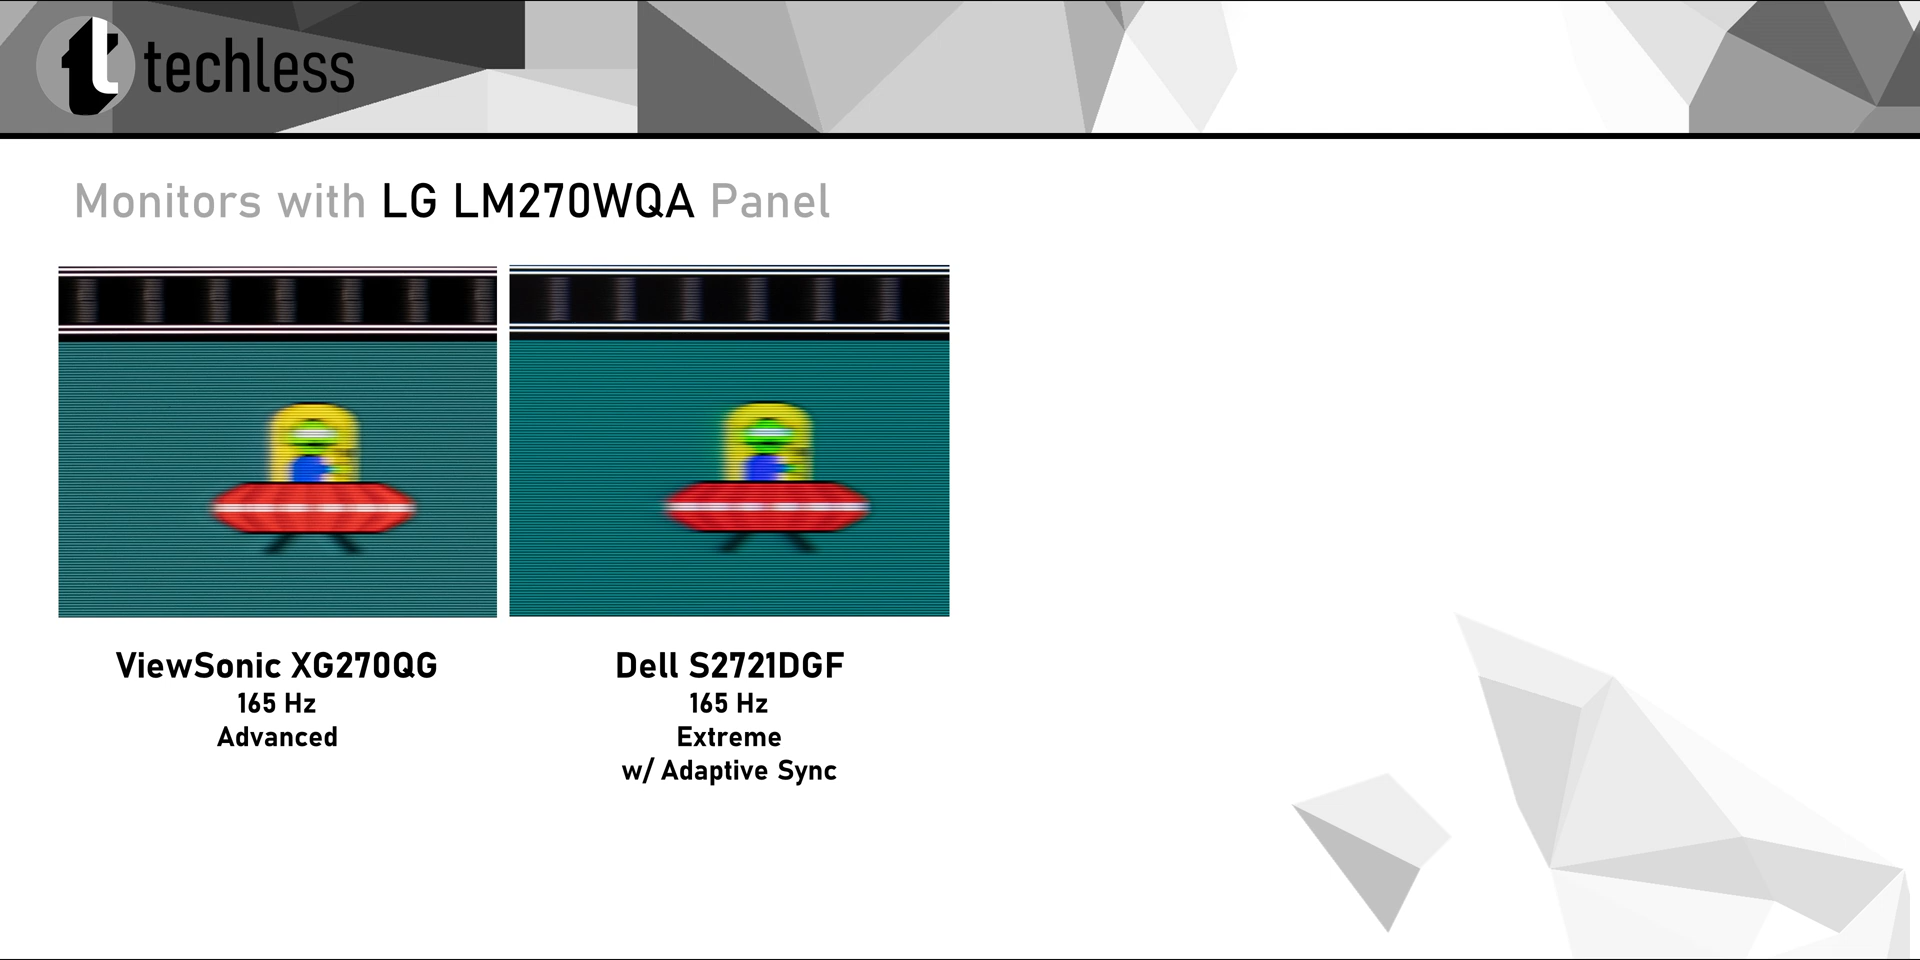 techless
Monitors with LG LM270WQA Panel
ViewSonic XG270QG
165 Hz
Advanced
Dell S2721DGF
165 Hz
Extreme
w/ Adaptive Sync